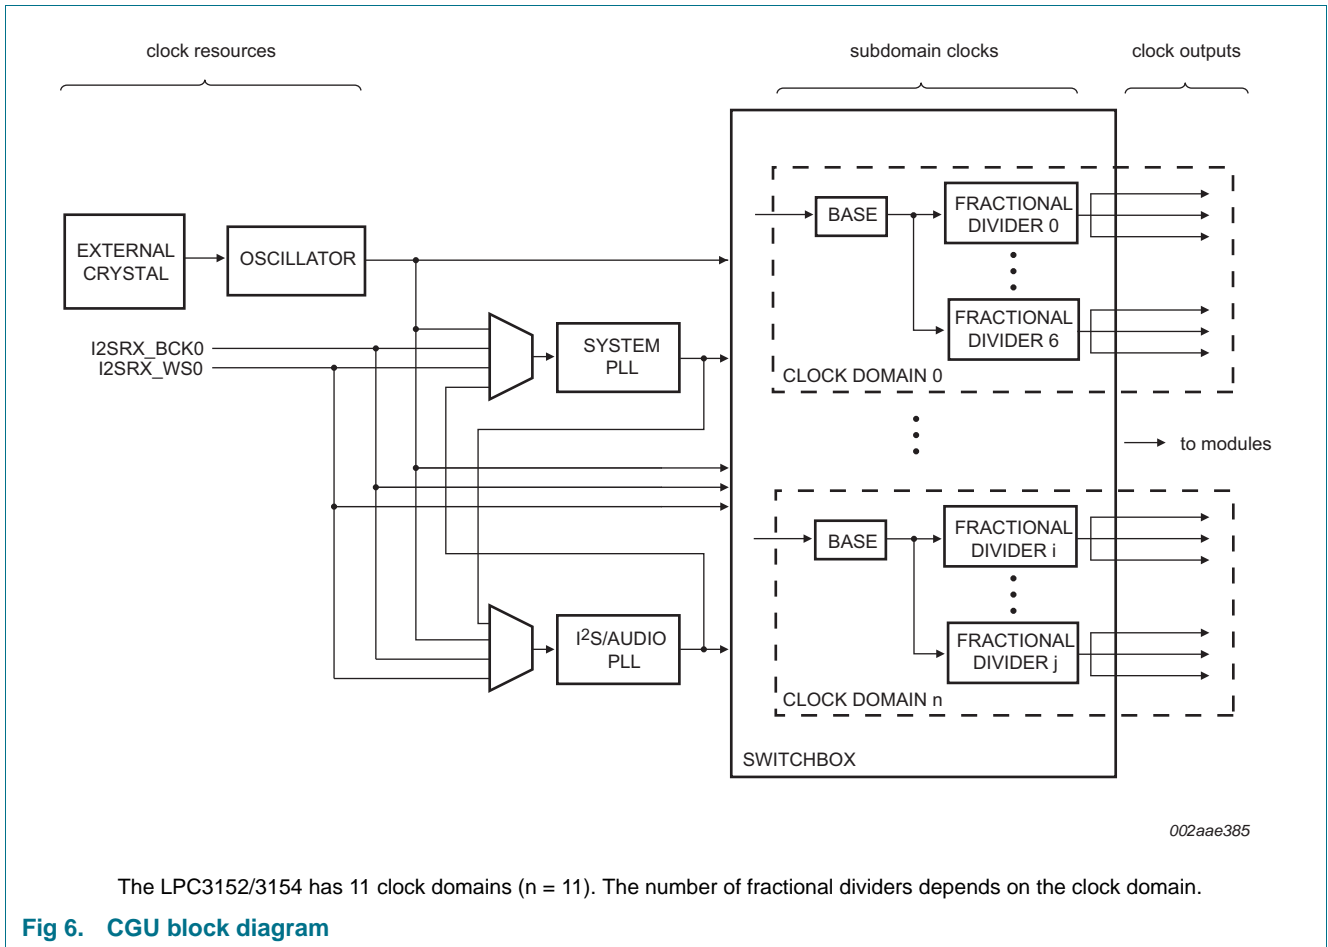 clock resources
subdomain clocks
clock outputs
EXTERNAL
CRYSTAL
OSCILLATOR
I2SRX_BCK0
I2SRX_WS0
SYSTEM
PLL
BASE
FRACTIONAL
DIVIDER 0
FRACTIONAL
DIVIDER 6
CLOCK DOMAIN 0
to modules
BASE
FRACTIONAL
DIVIDER i
I2S/AUDIO
PLL
FRACTIONAL
DIVIDER j
CLOCK DOMAIN n
SWITCHBOX
002aae385
The LPC3152/3154 has 11 clock domains (n = 11). The number of fractional dividers depends on the clock domain.
Fig 6. CGU block diagram